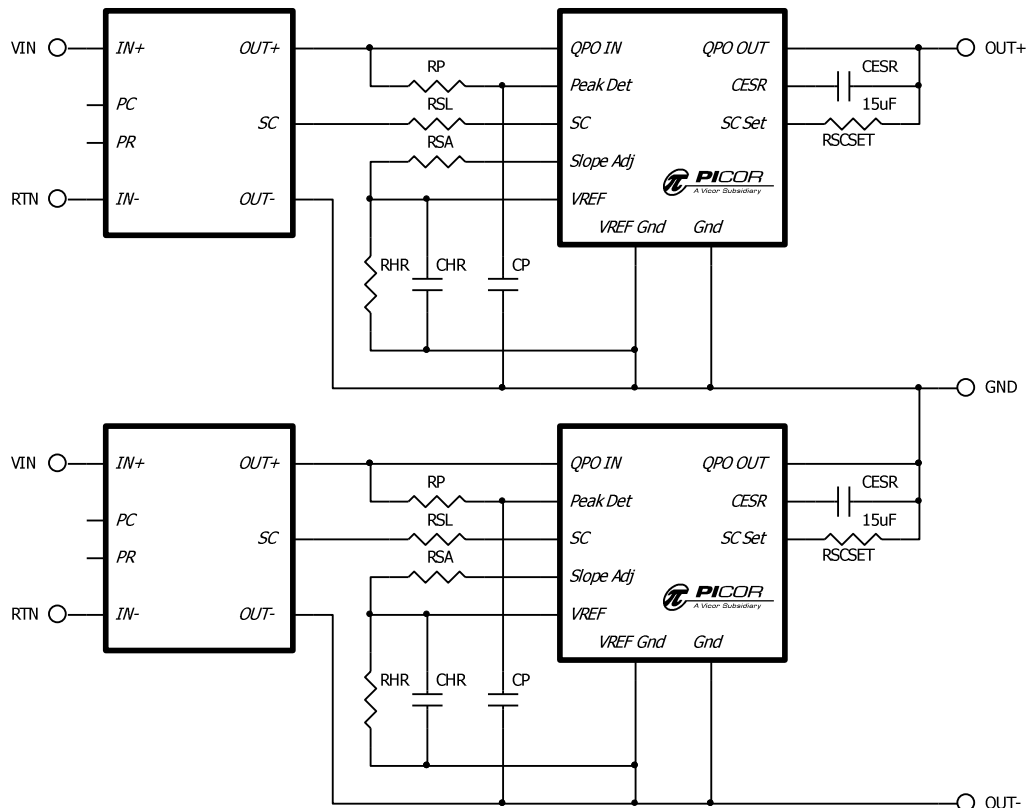 VIN
IN+
OUT+
QPO IN
QPO OUT
OUT+
RP
Peak Det
CESR
CESR
PC
RSL
15uF
SC
SC
SC Set
PR
RSA
RSCSET
Slope Adj
PICOR
A Vicor Subsidiary
RTN
IN-
OUT-
VREF
VREF Gnd
Gnd
RHR
CHR
CP
GND
VIN
IN+
OUT+
QPO IN
QPO OUT
RP
Peak Det
CESR
CESR
PC
RSL
15uF
SC
SC
SC Set
PR
RSA
RSCSET
Slope Adj
PICOR
A Vicor Subsidiary
RTN
IN-
OUT-
VREF
VREF Gnd
Gnd
RHR
CHR
CP
OUT-